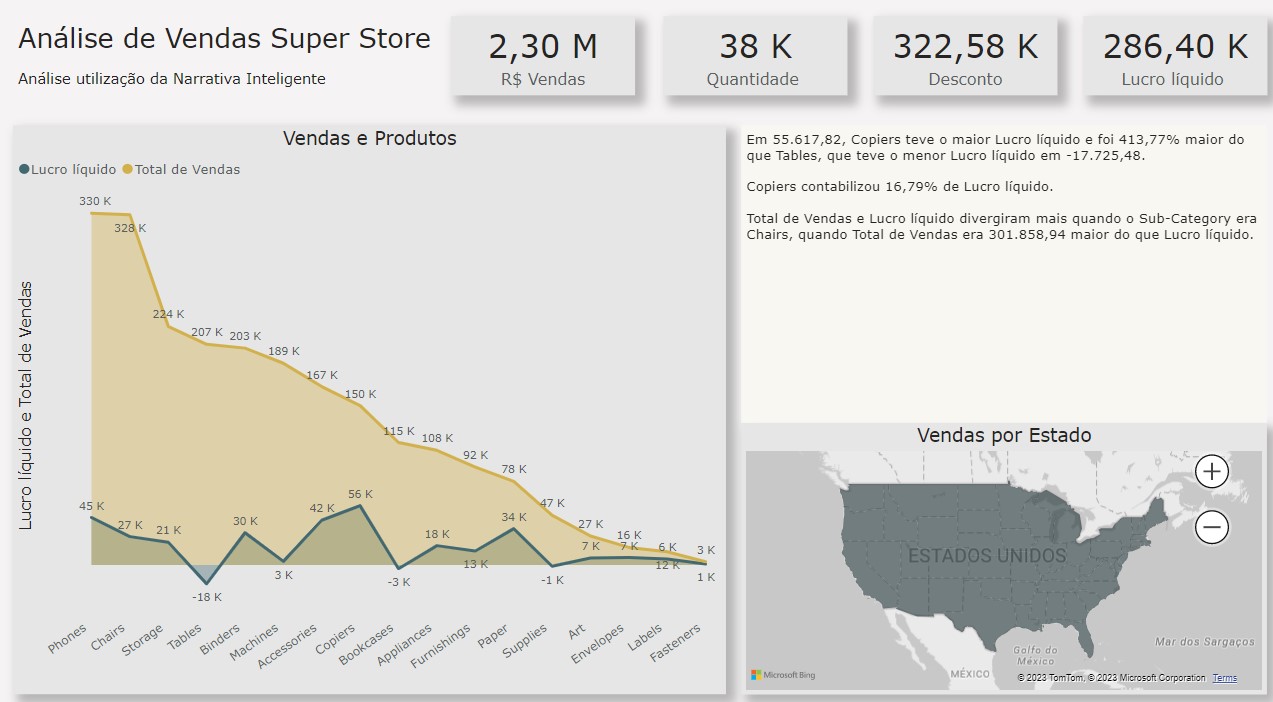 Análise de Vendas Super Store
Análise utilização da Narrativa Inteligente
2,30 M
R$ Vendas
38 K
Quantidade
322,58 K
Desconto
286,40 K
Lucro líquido
Vendas e Produtos
Lucro líquido Total de Vendas
Lucro líquido e Total de Vendas
330 K
328 K
224 K
207 K
203 K
189 K
167 K
150 K
115 K
108 K
92 K
78 K
47 K
27 K
16 K
12 K
3 K
45 K
27 K
21 K
-18 K
30 K
3 K
42 K
56 K
-3 K
18 K
13 K
34 K
-1 K
7 K
7 K
6 K
1 K
Phones
Chairs
Storage
Tables
Binders
Machines
Accessories
Copiers
Bookcases
Appliances
Furnishings
Paper
Supplies
Art
Envelopes
Labels
Fasteners
Em 55.617,82, Copiers teve o maior Lucro líquido e foi 413,77% maior do
que Tables, que teve o menor Lucro líquido em -17.725,48.
Copiers contabilizou 16,79% de Lucro líquido.
Total de Vendas e Lucro líquido divergiram mais quando o Sub-Category era
Chairs, quando Total de Vendas era 301.858,94 maior do que Lucro líquido.
Vendas por Estado
ESTADOS UNIDOS
Mar dos Sargaços
Golfo do
México
MÉXICO
Microsoft Bing
© 2023 TomTom, © 2023 Microsoft Corporation Terms